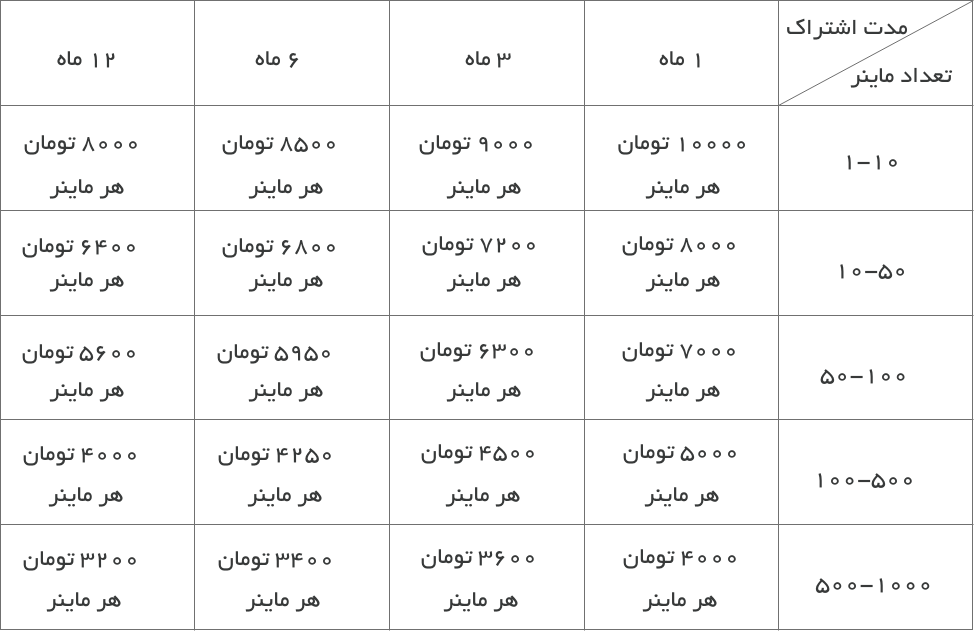 مدت اشتراک
تعداد ماینر
۱ ماه
۳ ماه
۶ ماه
۱۲ ماه
۱-۱۰
۱۰۰۰۰ تومان
هر ماینر
۹۰۰۰ تومان
هر ماینر
۸۵۰۰ تومان
هر ماینر
۸۰۰۰ تومان
هر ماینر
۱۰-۵۰
۸۰۰۰ تومان
هر ماینر
۷۲۰۰ تومان
هر ماینر
۶۸۰۰ تومان
هر ماینر
۶۴۰۰ تومان
هر ماینر
۵۰-۱۰۰
۷۰۰۰ تومان
هر ماینر
۶۳۰۰ تومان
هر ماینر
۵۹۵۰ تومان
هر ماینر
۵۶۰۰ تومان
هر ماینر
۱۰۰-۵۰۰
۵۰۰۰ تومان
هر ماینر
۴۵۰۰ تومان
هر ماینر
۴۲۵۰ تومان
هر ماینر
۴۰۰۰ تومان
هر ماینر
۵۰۰-۱۰۰۰
۴۰۰۰ تومان
هر ماینر
۳۶۰۰ تومان
هر ماینر
۳۴۰۰ تومان
هر ماینر
۳۲۰۰ تومان
هر ماینر